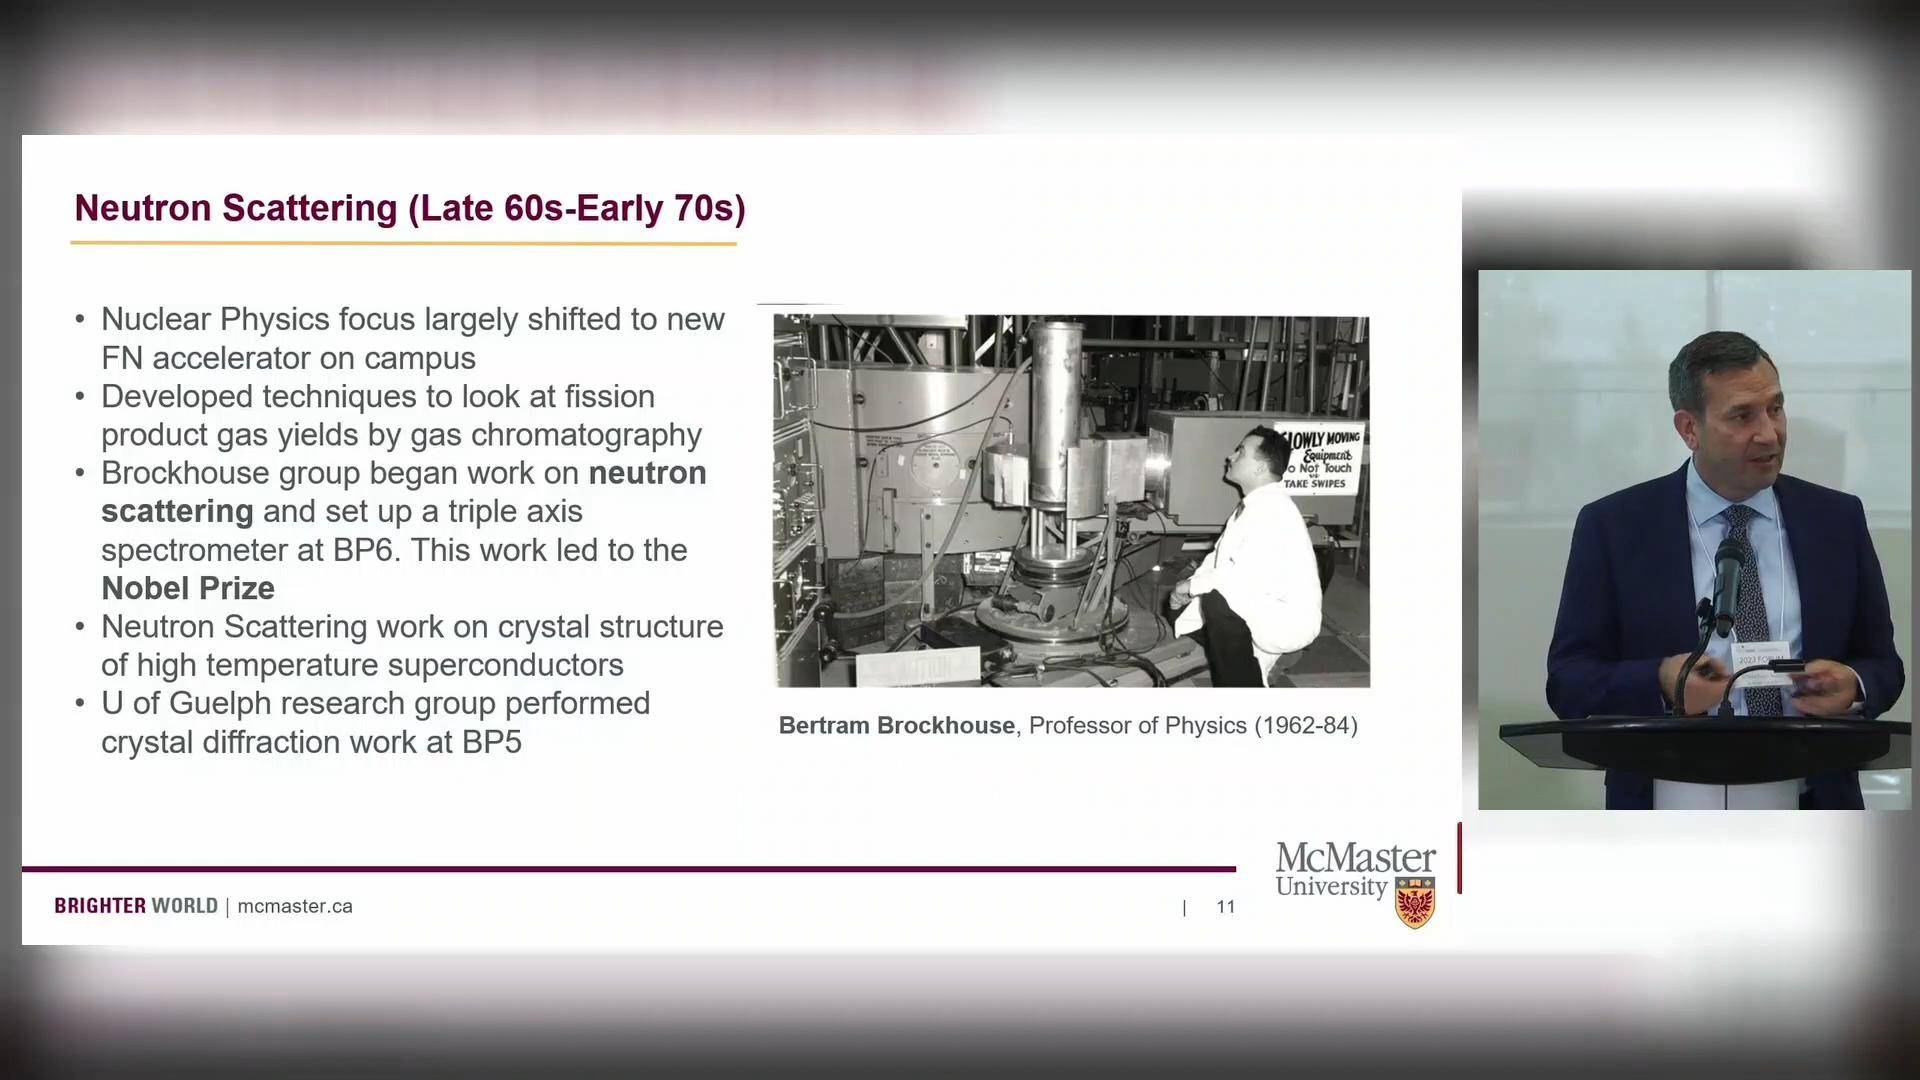 Neutron Scattering (Late 60s-Early 70s)
• Nuclear Physics focus largely shifted to new
FN accelerator on campus
• Developed techniques to look at fission
product gas yields by gas chromatography
• Brockhouse group began work on neutron
scattering and set up a triple axis
spectrometer at BP6. This work led to the
Nobel Prize
• Neutron Scattering work on crystal structure
of high temperature superconductors
• U of Guelph research group performed
crystal diffraction work at BP5
LOWLY MOVING
Equipment
o Not Touch
TAKE SWIPES
Bertram Brockhouse, Professor of Physics (1962-84)
2023 FORUM
BRIGHTER WORLD | mcmaster.ca
| 11
McMaster
University